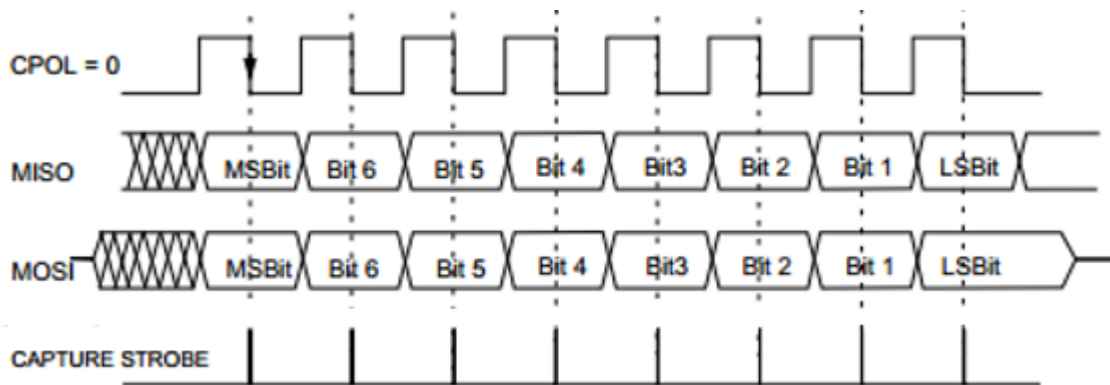 CPOL = 0
MISO MSBit Bit 6 Bit 5 Bit 4 Bit3 Bit 2 Bit 1 LSBit
MOSI MSBit Bit 6 Bit 5 Bit 4 Bit3 Bit 2 Bit 1 LSBit
CAPTURE STROBE